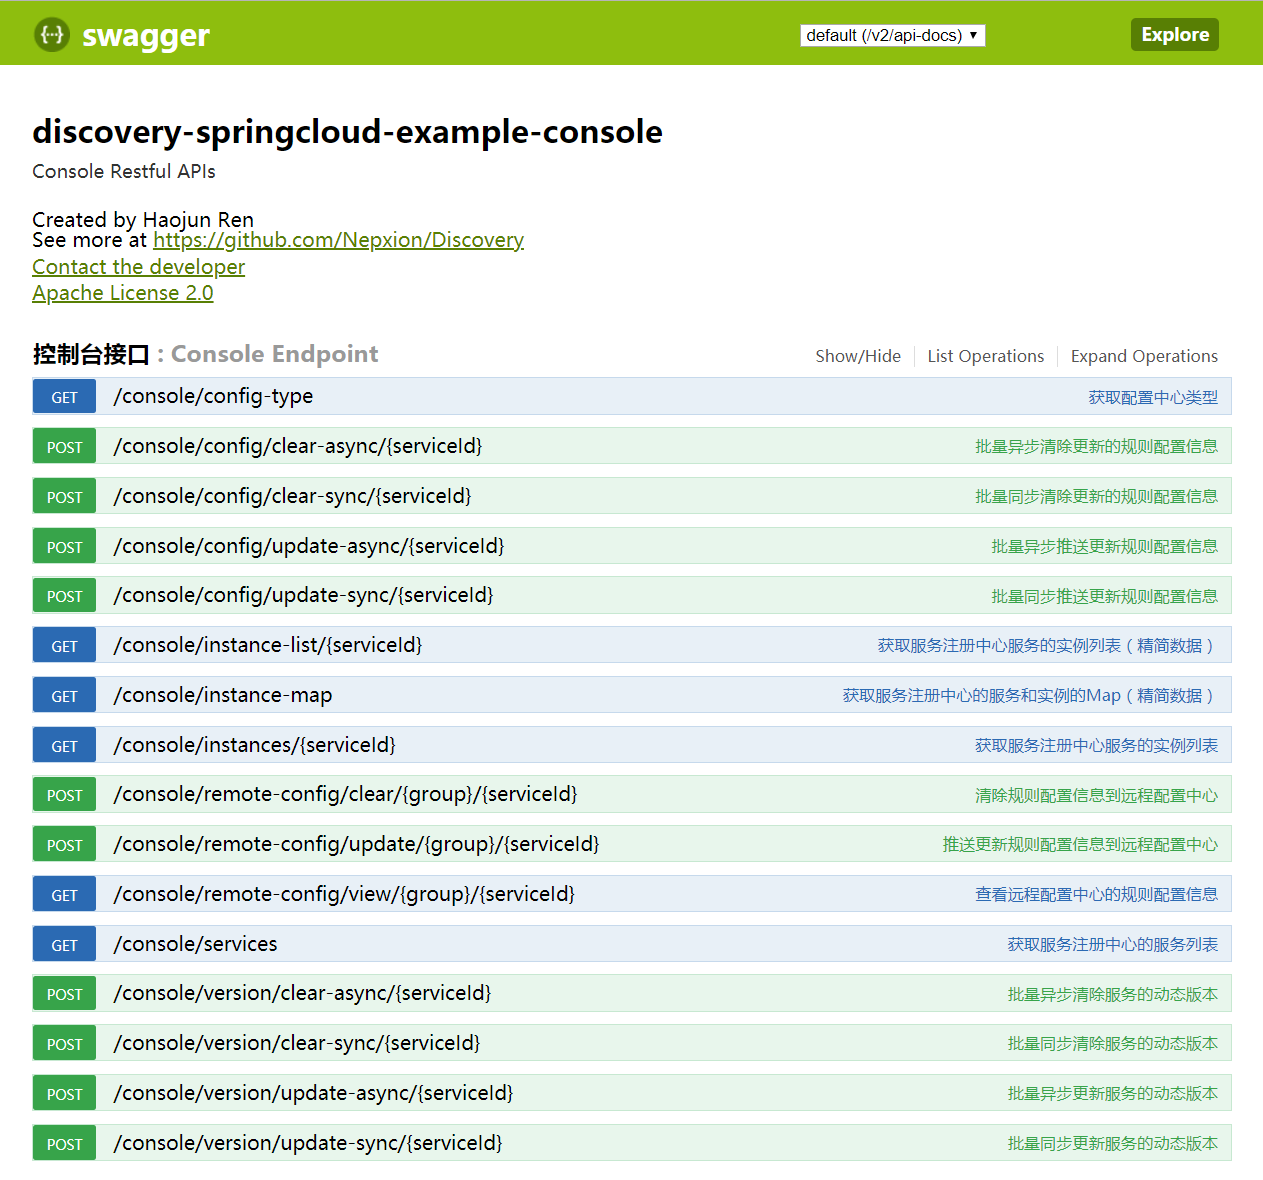 {···} swagger
default (/v2/api-docs) ▼
Explore
discovery-springcloud-example-console
Console Restful APIs
Created by Haojun Ren
See more at https://github.com/Nepxion/Discovery
Contact the developer
Apache License 2.0
控制台接口 : Console Endpoint
Show/Hide
List Operations
Expand Operations
GET /console/config-type 获取配置中心类型
POST /console/config/clear-async/{serviceId} 批量异步清除更新的规则配置信息
POST /console/config/clear-sync/{serviceId} 批量同步清除更新的规则配置信息
POST /console/config/update-async/{serviceId} 批量异步推送更新规则配置信息
POST /console/config/update-sync/{serviceId} 批量同步推送更新规则配置信息
GET /console/instance-list/{serviceId} 获取服务注册中心服务的实例列表（精简数据）
GET /console/instance-map 获取服务注册中心的服务和实例的Map（精简数据）
GET /console/instances/{serviceId} 获取服务注册中心服务的实例列表
POST /console/remote-config/clear/{group}/{serviceId} 清除规则配置信息到远程配置中心
POST /console/remote-config/update/{group}/{serviceId} 推送更新规则配置信息到远程配置中心
GET /console/remote-config/view/{group}/{serviceId} 查看远程配置中心的规则配置信息
GET /console/services 获取服务注册中心的服务列表
POST /console/version/clear-async/{serviceId} 批量异步清除服务的动态版本
POST /console/version/clear-sync/{serviceId} 批量同步清除服务的动态版本
POST /console/version/update-async/{serviceId} 批量异步更新服务的动态版本
POST /console/version/update-sync/{serviceId} 批量同步更新服务的动态版本